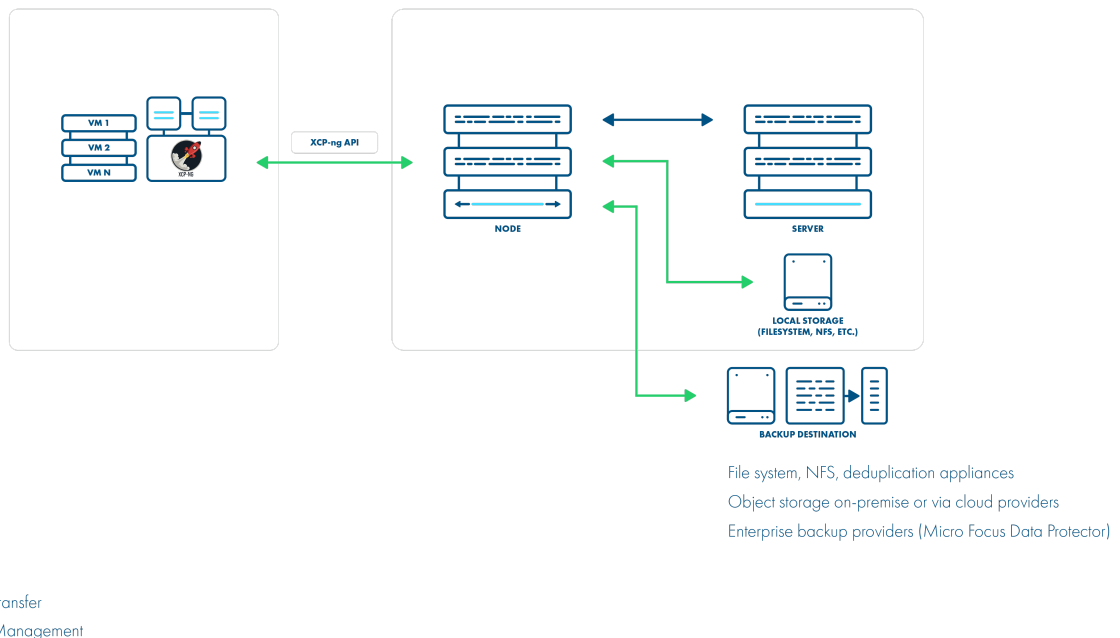 VM 1
VM 2
VM N
XCP-NG
XCP-ng API
NODE
SERVER
LOCAL STORAGE
(FILESYSTEM, NFS, ETC.)
BACKUP DESTINATION
File system, NFS, deduplication appliances
Object storage on-premise or via cloud providers
Enterprise backup providers (Micro Focus Data Protector)
ransfer
Management